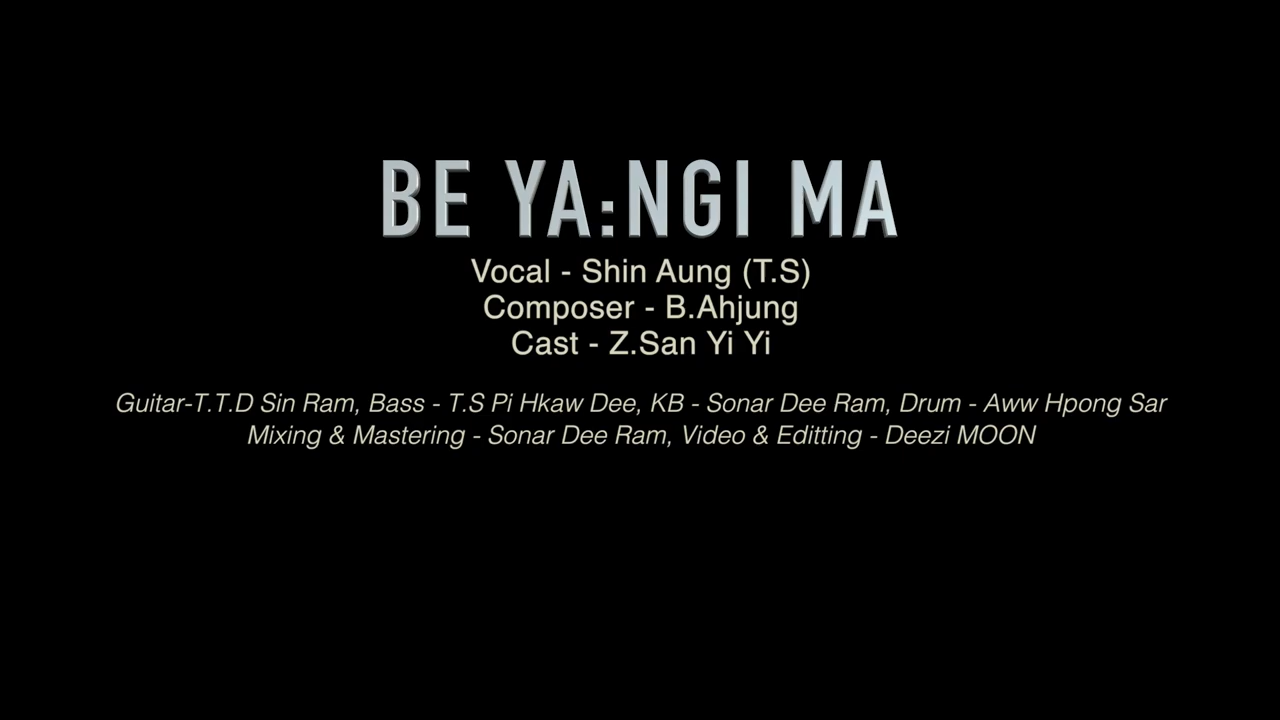 BE YA:NGI MA
Vocal - Shin Aung (T.S)
Composer - B.Ahjung
Cast - Z.San Yi Yi
Guitar-T.T.D Sin Ram, Bass - T.S Pi Hkaw Dee, KB - Sonar Dee Ram, Drum - Aww Hpong Sar
Mixing & Mastering - Sonar Dee Ram, Video & Editting - Deezi MOON